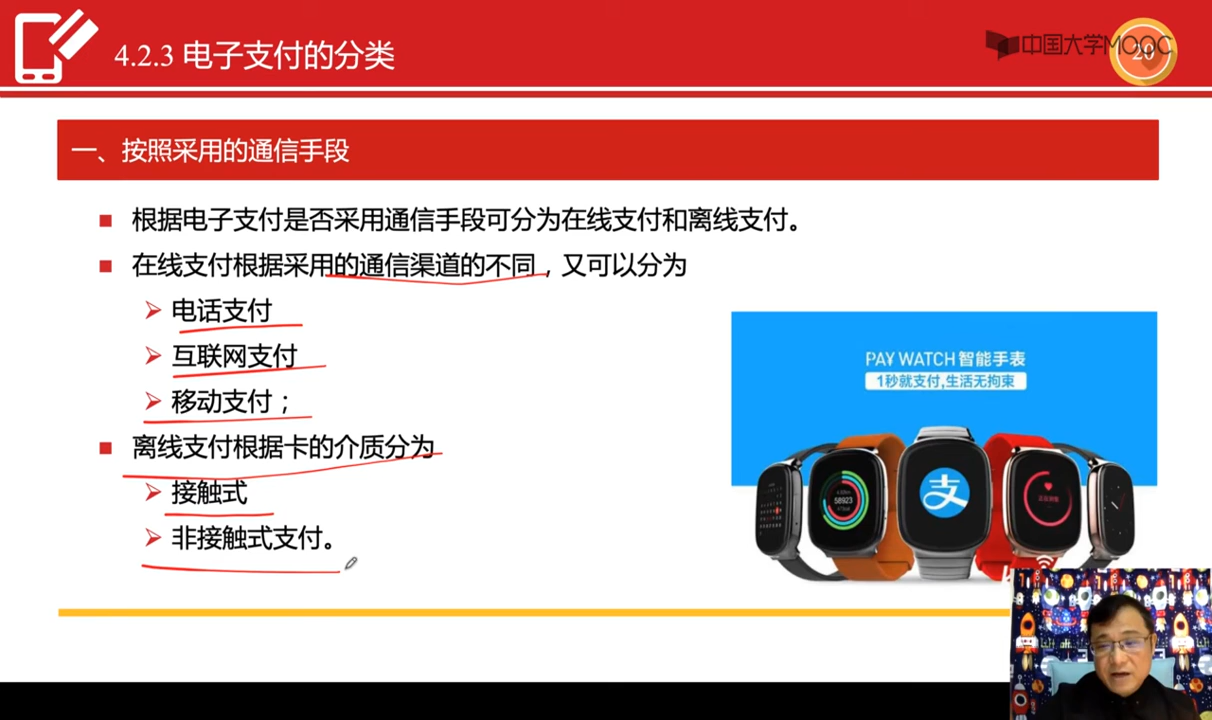 4.2.3 电子支付的分类
中国大学MOOC
20
一、按照采用的通信手段
根据电子支付是否采用通信手段可分为在线支付和离线支付。
在线支付根据采用的通信渠道的不同，又可以分为
电话支付
互联网支付
移动支付；
离线支付根据卡的介质分为
接触式
非接触式支付。
PAY WATCH 智能手表
1秒就支付,生活无拘束
58923
支